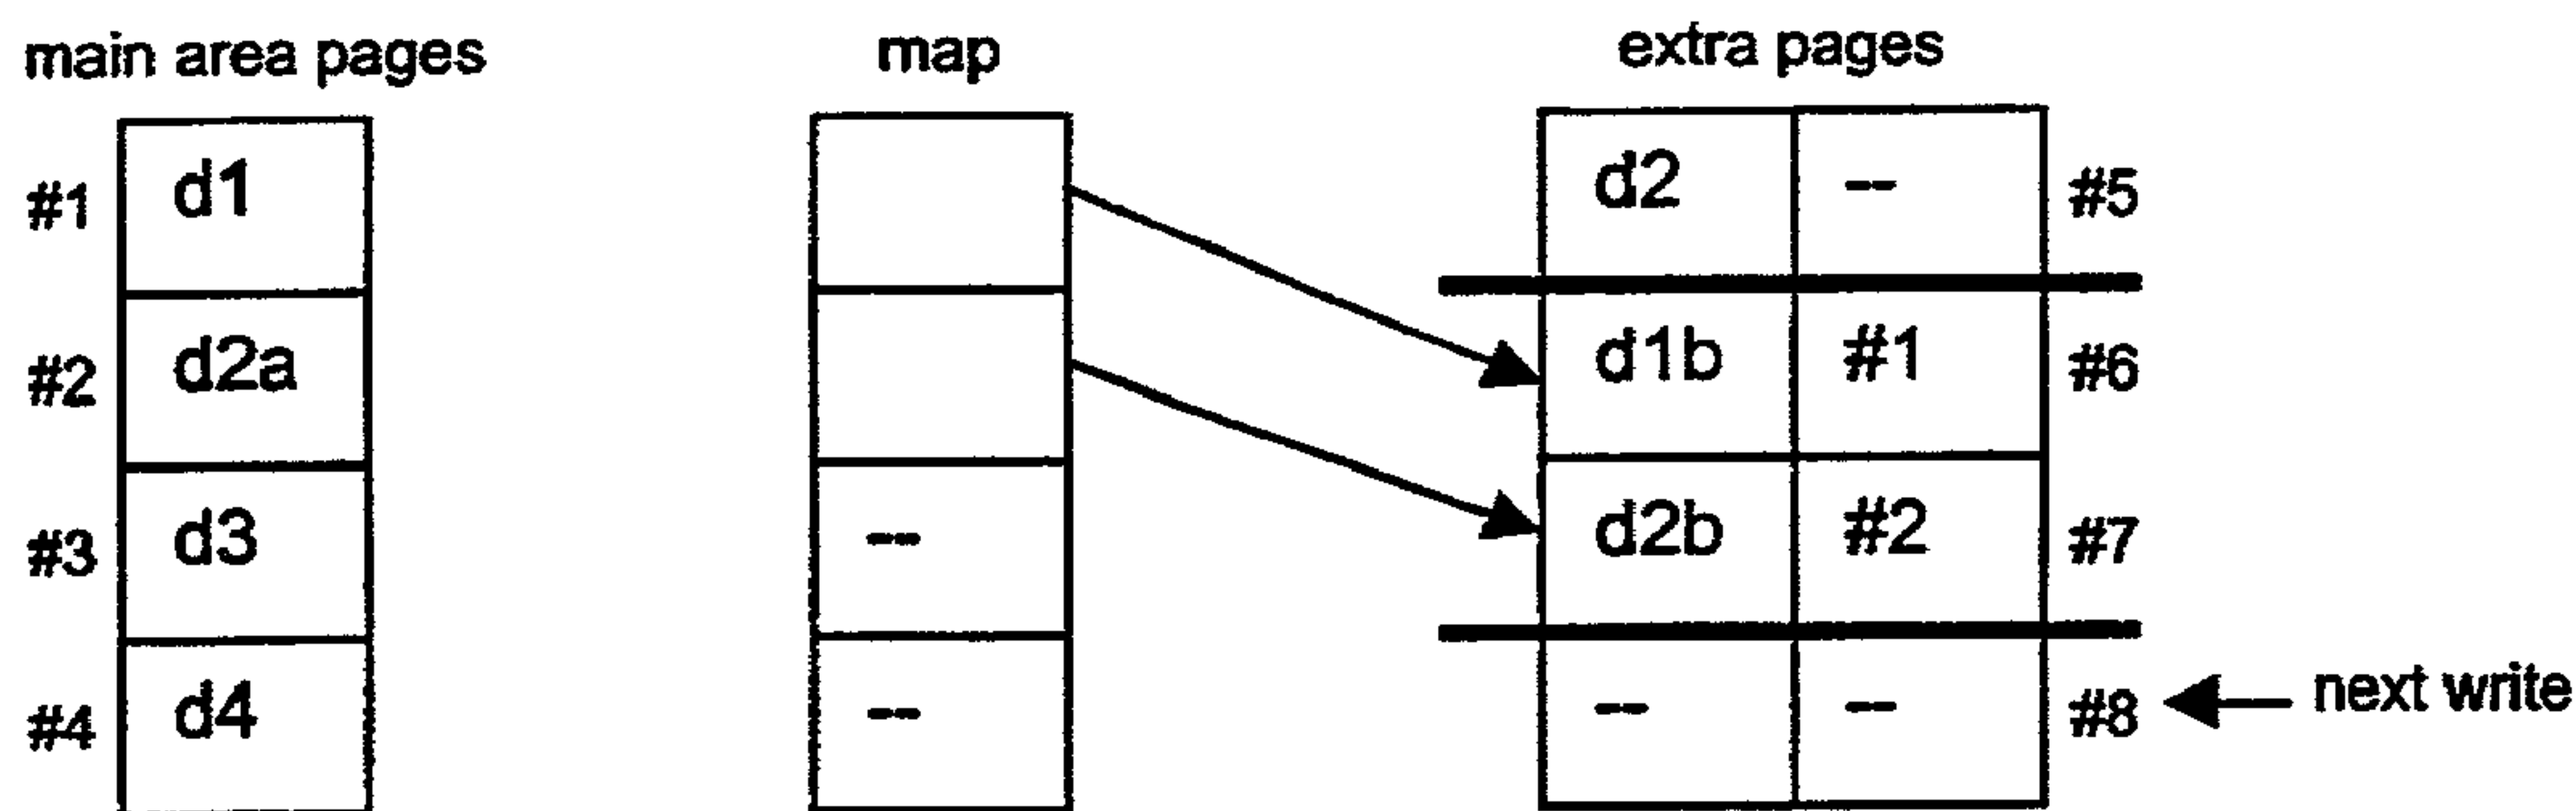 main area pages map extra pages
#1 d1 d2 -- #5
#2 d2a d1b #1 #6
#3 d3 -- d2b #2 #7
#4 d4 -- -- -- #8 next write